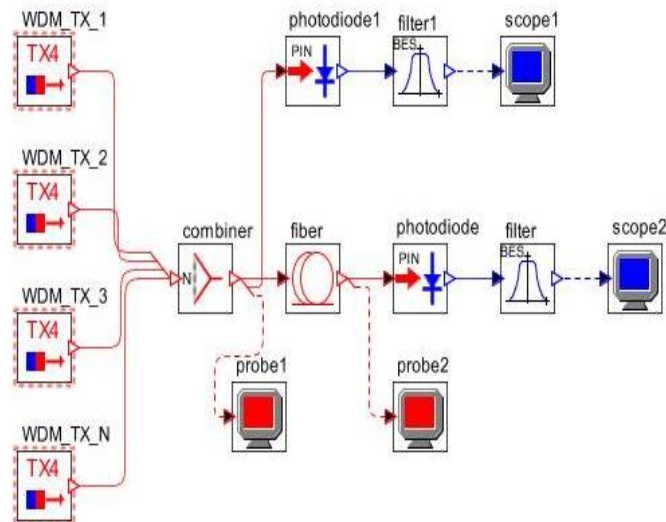 WDM_TX_1
TX4
WDM_TX_2
TX4
WDM_TX_3
TX4
WDM_TX_N
TX4
combiner
N
photodiode1
PIN
filter1
BES
scope1
fiber
photodiode
PIN
filter
BES
scope2
probe1
probe2